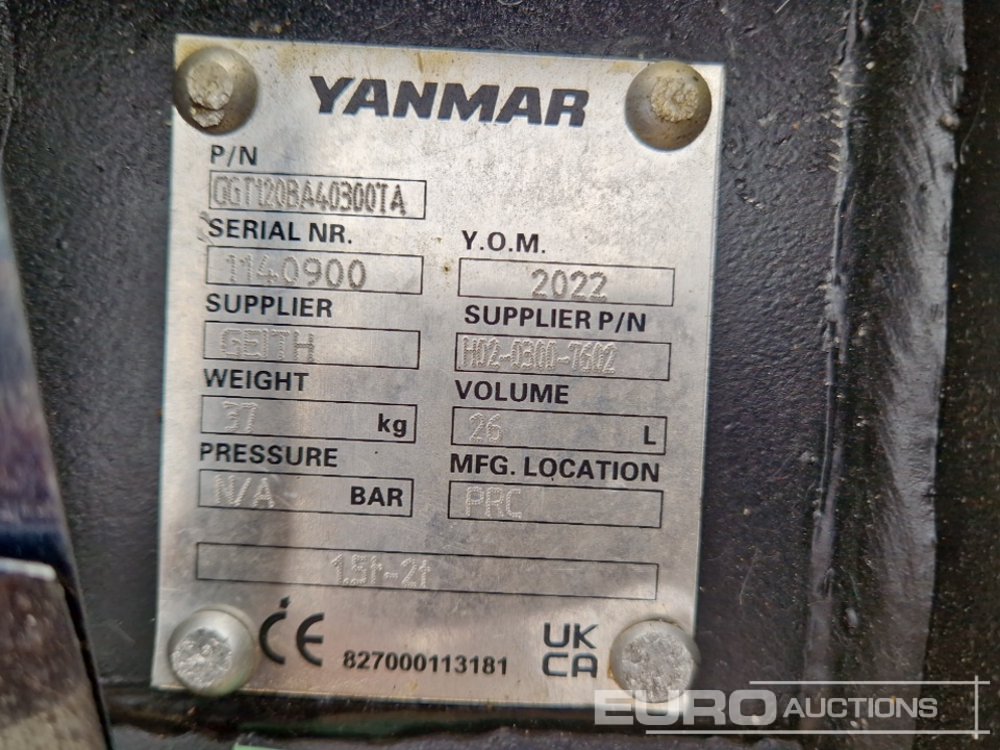 YANMAR
P/N
GGT120BA40300TA
SERIAL NR.
1140900
Y.O.M.
2022
SUPPLIER
GEITH
SUPPLIER P/N
H02-0300-7602
WEIGHT
37 kg
VOLUME
26 L
PRESSURE
N/A BAR
MFG. LOCATION
PRC
1.5t-2t
CE
827000113181
UK
CA
EURO AUCTIONS